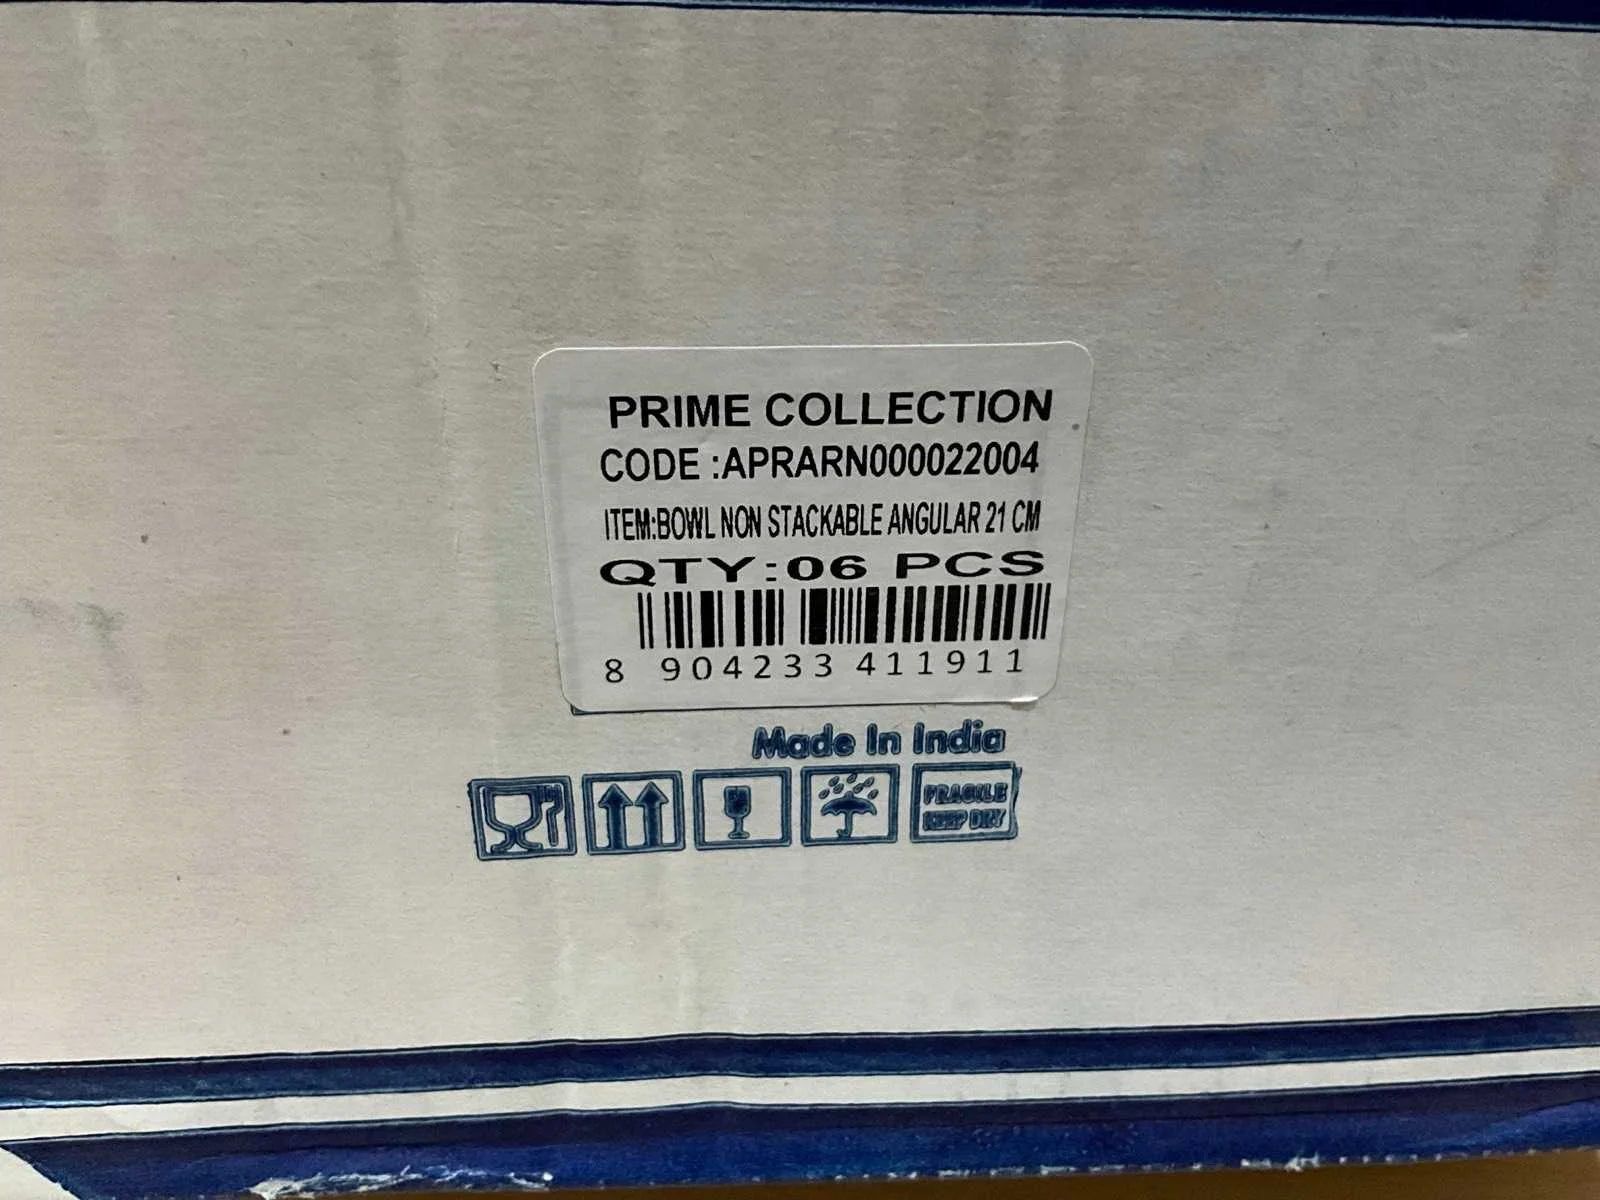 PRIME COLLECTION
CODE :APRARN000022004
ITEM:BOWL NON STACKABLE ANGULAR 21 CM
QTY:06 PCS
8 904233 411911
Made In India
FRAGILE
KEEP DRY